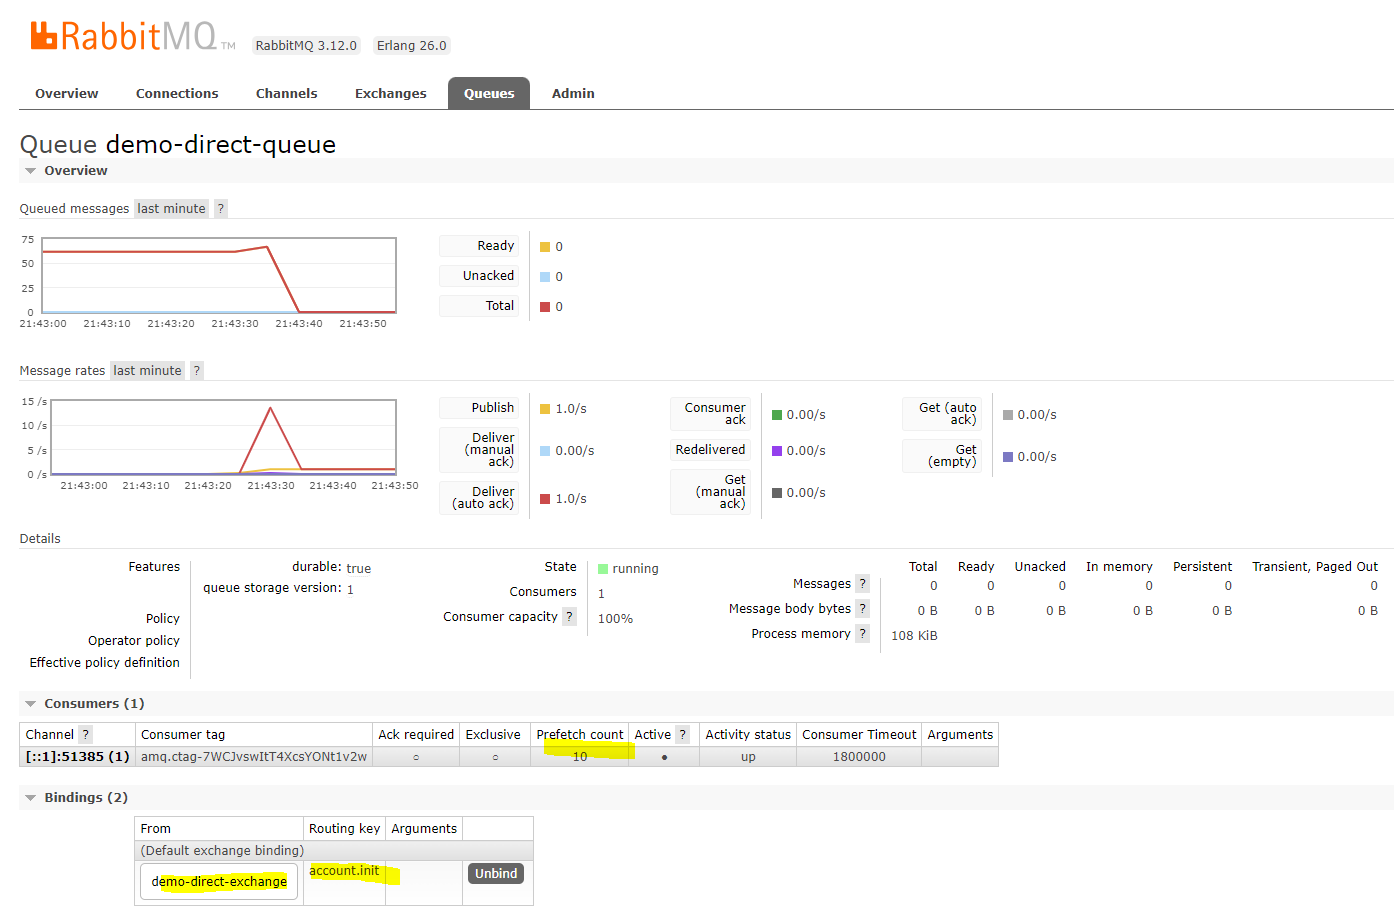 RabbitMQ TM RabbitMQ 3.12.0 Erlang 26.0
Overview Connections Channels Exchanges Queues Admin
Queue demo-direct-queue
Overview
Queued messages last minute ?
75
50
25
0
21:43:00 21:43:10 21:43:20 21:43:30 21:43:40 21:43:50
Ready 0
Unacked 0
Total 0
Message rates last minute ?
15 /s
10 /s
5 /s
0 /s
21:43:00 21:43:10 21:43:20 21:43:30 21:43:40 21:43:50
Publish 1.0/s
Deliver
(manual
ack) 0.00/s
Deliver
(auto ack) 1.0/s
Consumer
ack 0.00/s
Redelivered 0.00/s
Get
(manual
ack) 0.00/s
Get (auto
ack) 0.00/s
Get
(empty) 0.00/s
Details
Features durable: true
queue storage version: 1
Policy
Operator policy
Effective policy definition
State running
Consumers 1
Consumer capacity ? 100%
Total Ready Unacked In memory Persistent Transient, Paged Out
Messages ? 0 0 0 0 0 0
Message body bytes ? 0 B 0 B 0 B 0 B 0 B 0 B
Process memory ? 108 KiB
Consumers (1)
Channel ? Consumer tag Ack required Exclusive Prefetch count Active ? Activity status Consumer Timeout Arguments
[::1]:51385 (1) amq.ctag-7WCJvswItT4XcsYONt1v2w ○ ○ 10 ● up 1800000
Bindings (2)
From Routing key Arguments
(Default exchange binding)
demo-direct-exchange account.init Unbind